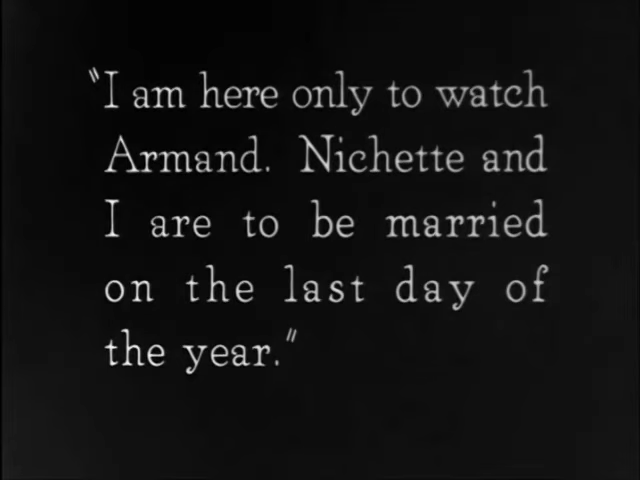 "I am here only to watch
Armand. Nichette and
I are to be married
on the last day of
the year."